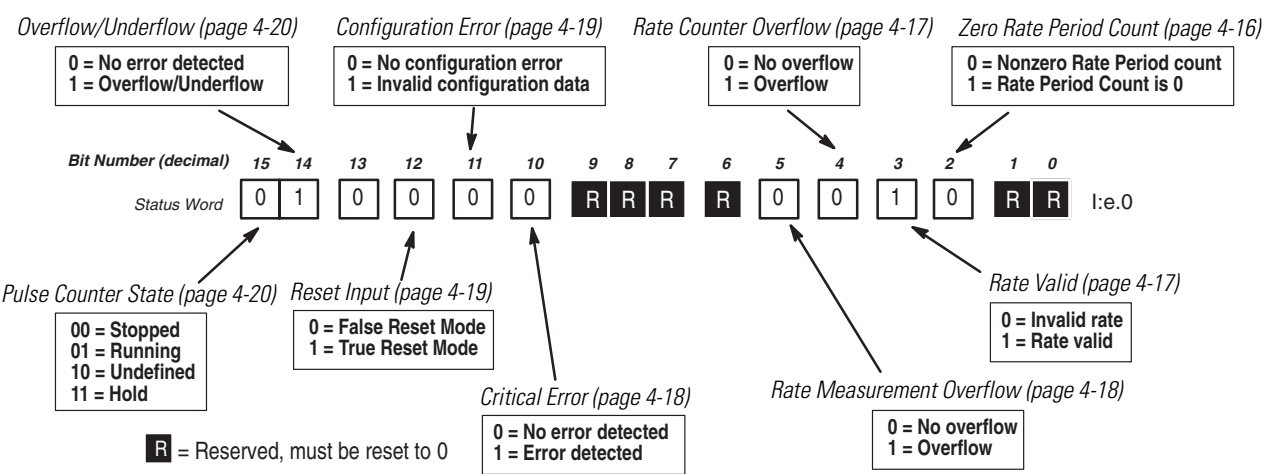 Overflow/Underflow (page 4-20)
0 = No error detected
1 = Overflow/Underflow
Configuration Error (page 4-19)
0 = No configuration error
1 = Invalid configuration data
Rate Counter Overflow (page 4-17)
0 = No overflow
1 = Overflow
Zero Rate Period Count (page 4-16)
0 = Nonzero Rate Period count
1 = Rate Period Count is 0
Bit Number (decimal) 15 14 13 12 11 10 9 8 7 6 5 4 3 2 1 0
Status Word 0 1 0 0 0 0 R R R R 0 0 1 0 R R I:e.0
Pulse Counter State (page 4-20)
00 = Stopped
01 = Running
10 = Undefined
11 = Hold
Reset Input (page 4-19)
0 = False Reset Mode
1 = True Reset Mode
Critical Error (page 4-18)
0 = No error detected
1 = Error detected
Rate Measurement Overflow (page 4-18)
0 = No overflow
1 = Overflow
Rate Valid (page 4-17)
0 = Invalid rate
1 = Rate valid
R = Reserved, must be reset to 0